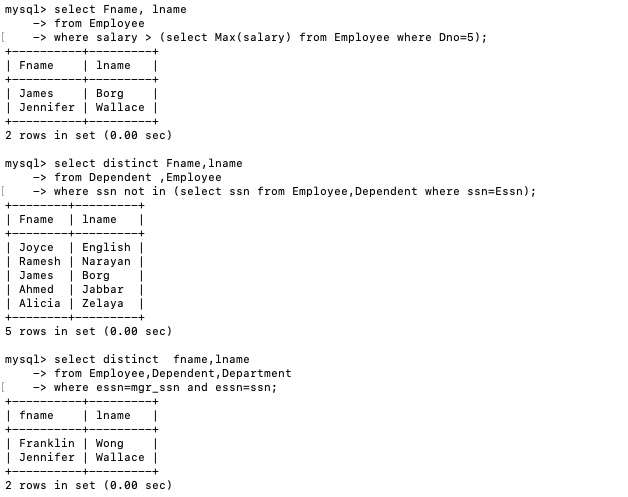 mysql> select Fname, lname
    -> from Employee
[    -> where salary > (select Max(salary) from Employee where Dno=5);
+----------+---------+
| Fname    | lname   |
+----------+---------+
| James    | Borg    |
| Jennifer | Wallace |
+----------+---------+
2 rows in set (0.00 sec)

mysql> select distinct Fname,lname
    -> from Dependent ,Employee
[    -> where ssn not in (select ssn from Employee,Dependent where ssn=Essn);
+--------+---------+
| Fname  | lname   |
+--------+---------+
| Joyce  | English |
| Ramesh | Narayan |
| James  | Borg    |
| Ahmed  | Jabbar  |
| Alicia | Zelaya  |
+--------+---------+
5 rows in set (0.00 sec)

mysql> select distinct  fname,lname
    -> from Employee,Dependent,Department
[    -> where essn=mgr_ssn and essn=ssn;
+----------+---------+
| fname    | lname   |
+----------+---------+
| Franklin | Wong    |
| Jennifer | Wallace |
+----------+---------+
2 rows in set (0.00 sec)